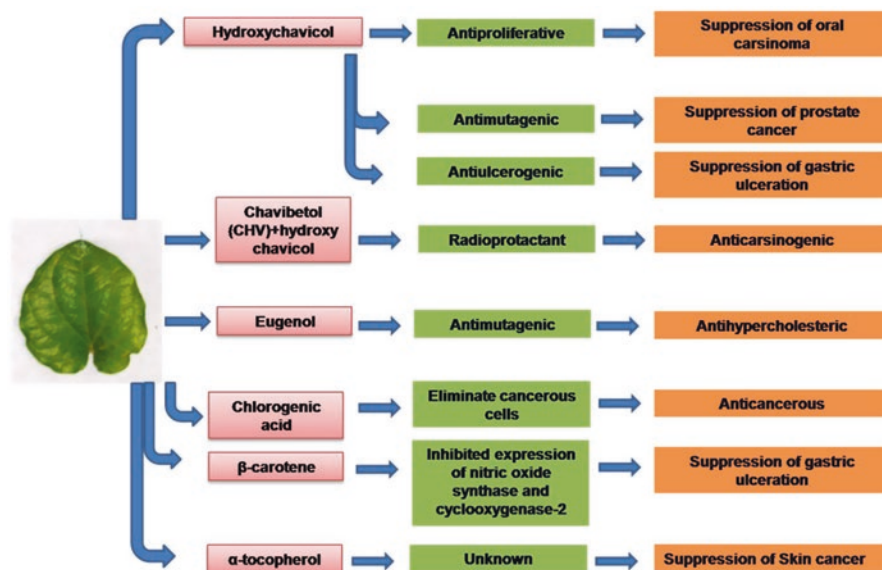 Hydroxychavicol
Antiproliferative
Suppression of oral
carsinoma
Antimutagenic
Suppression of prostate
cancer
Antiulcerogenic
Suppression of gastric
ulceration
Chavibetol
(CHV)+hydroxy
chavicol
Radioprotactant
Anticarsinogenic
Eugenol
Antimutagenic
Antihypercholesteric
Chlorogenic
acid
Eliminate cancerous
cells
Anticancerous
β-carotene
Inhibited expression
of nitric oxide
synthase and
cyclooxygenase-2
Suppression of gastric
ulceration
α-tocopherol
Unknown
Suppression of Skin cancer